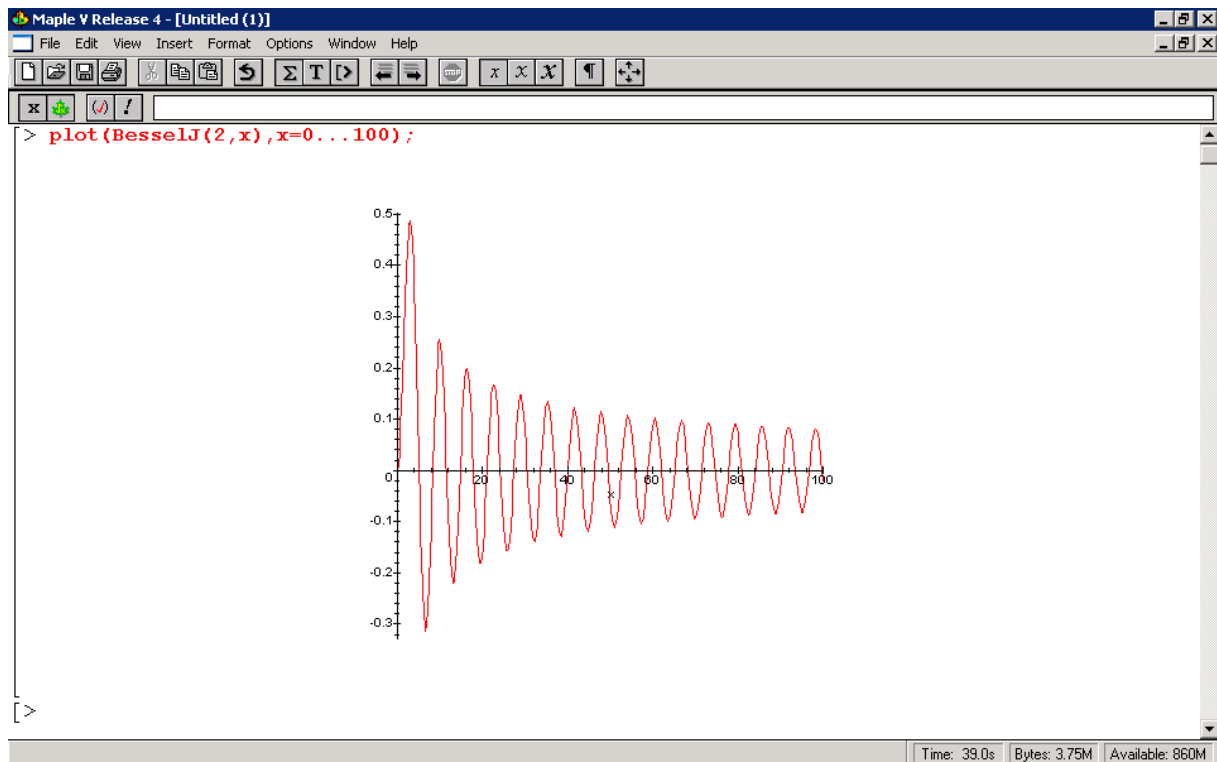 Maple V Release 4 - [Untitled (1)]
File Edit View Insert Format Options Window Help
Σ T [> STOP x x x ¶
x (√) !
[> plot(BesselJ(2,x),x=0...100);
0.5
0.4
0.3
0.2
0.1
0 20 40 60 80 100
x
-0.1
-0.2
-0.3
[>
Time: 39.0s Bytes: 3.75M Available: 860M